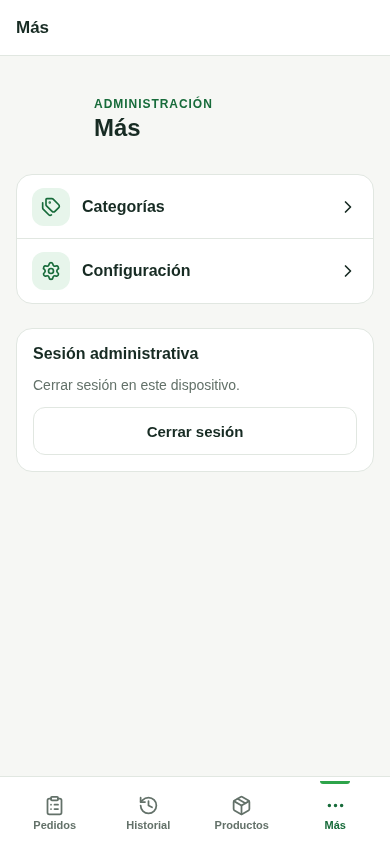 Más
ADMINISTRACIÓN
Más
Categorías
Configuración
Sesión administrativa
Cerrar sesión en este dispositivo.
Cerrar sesión
Pedidos
Historial
Productos
Más